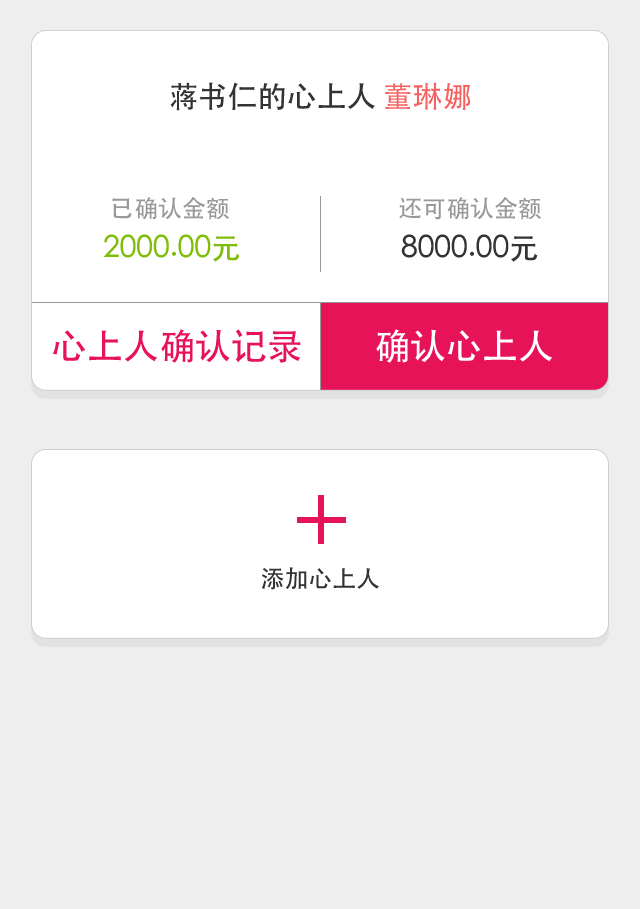 蒋书仁的心上人 董琳娜
已确认金额
2000.00元
还可确认金额
8000.00元
心上人确认记录
确认心上人
添加心上人